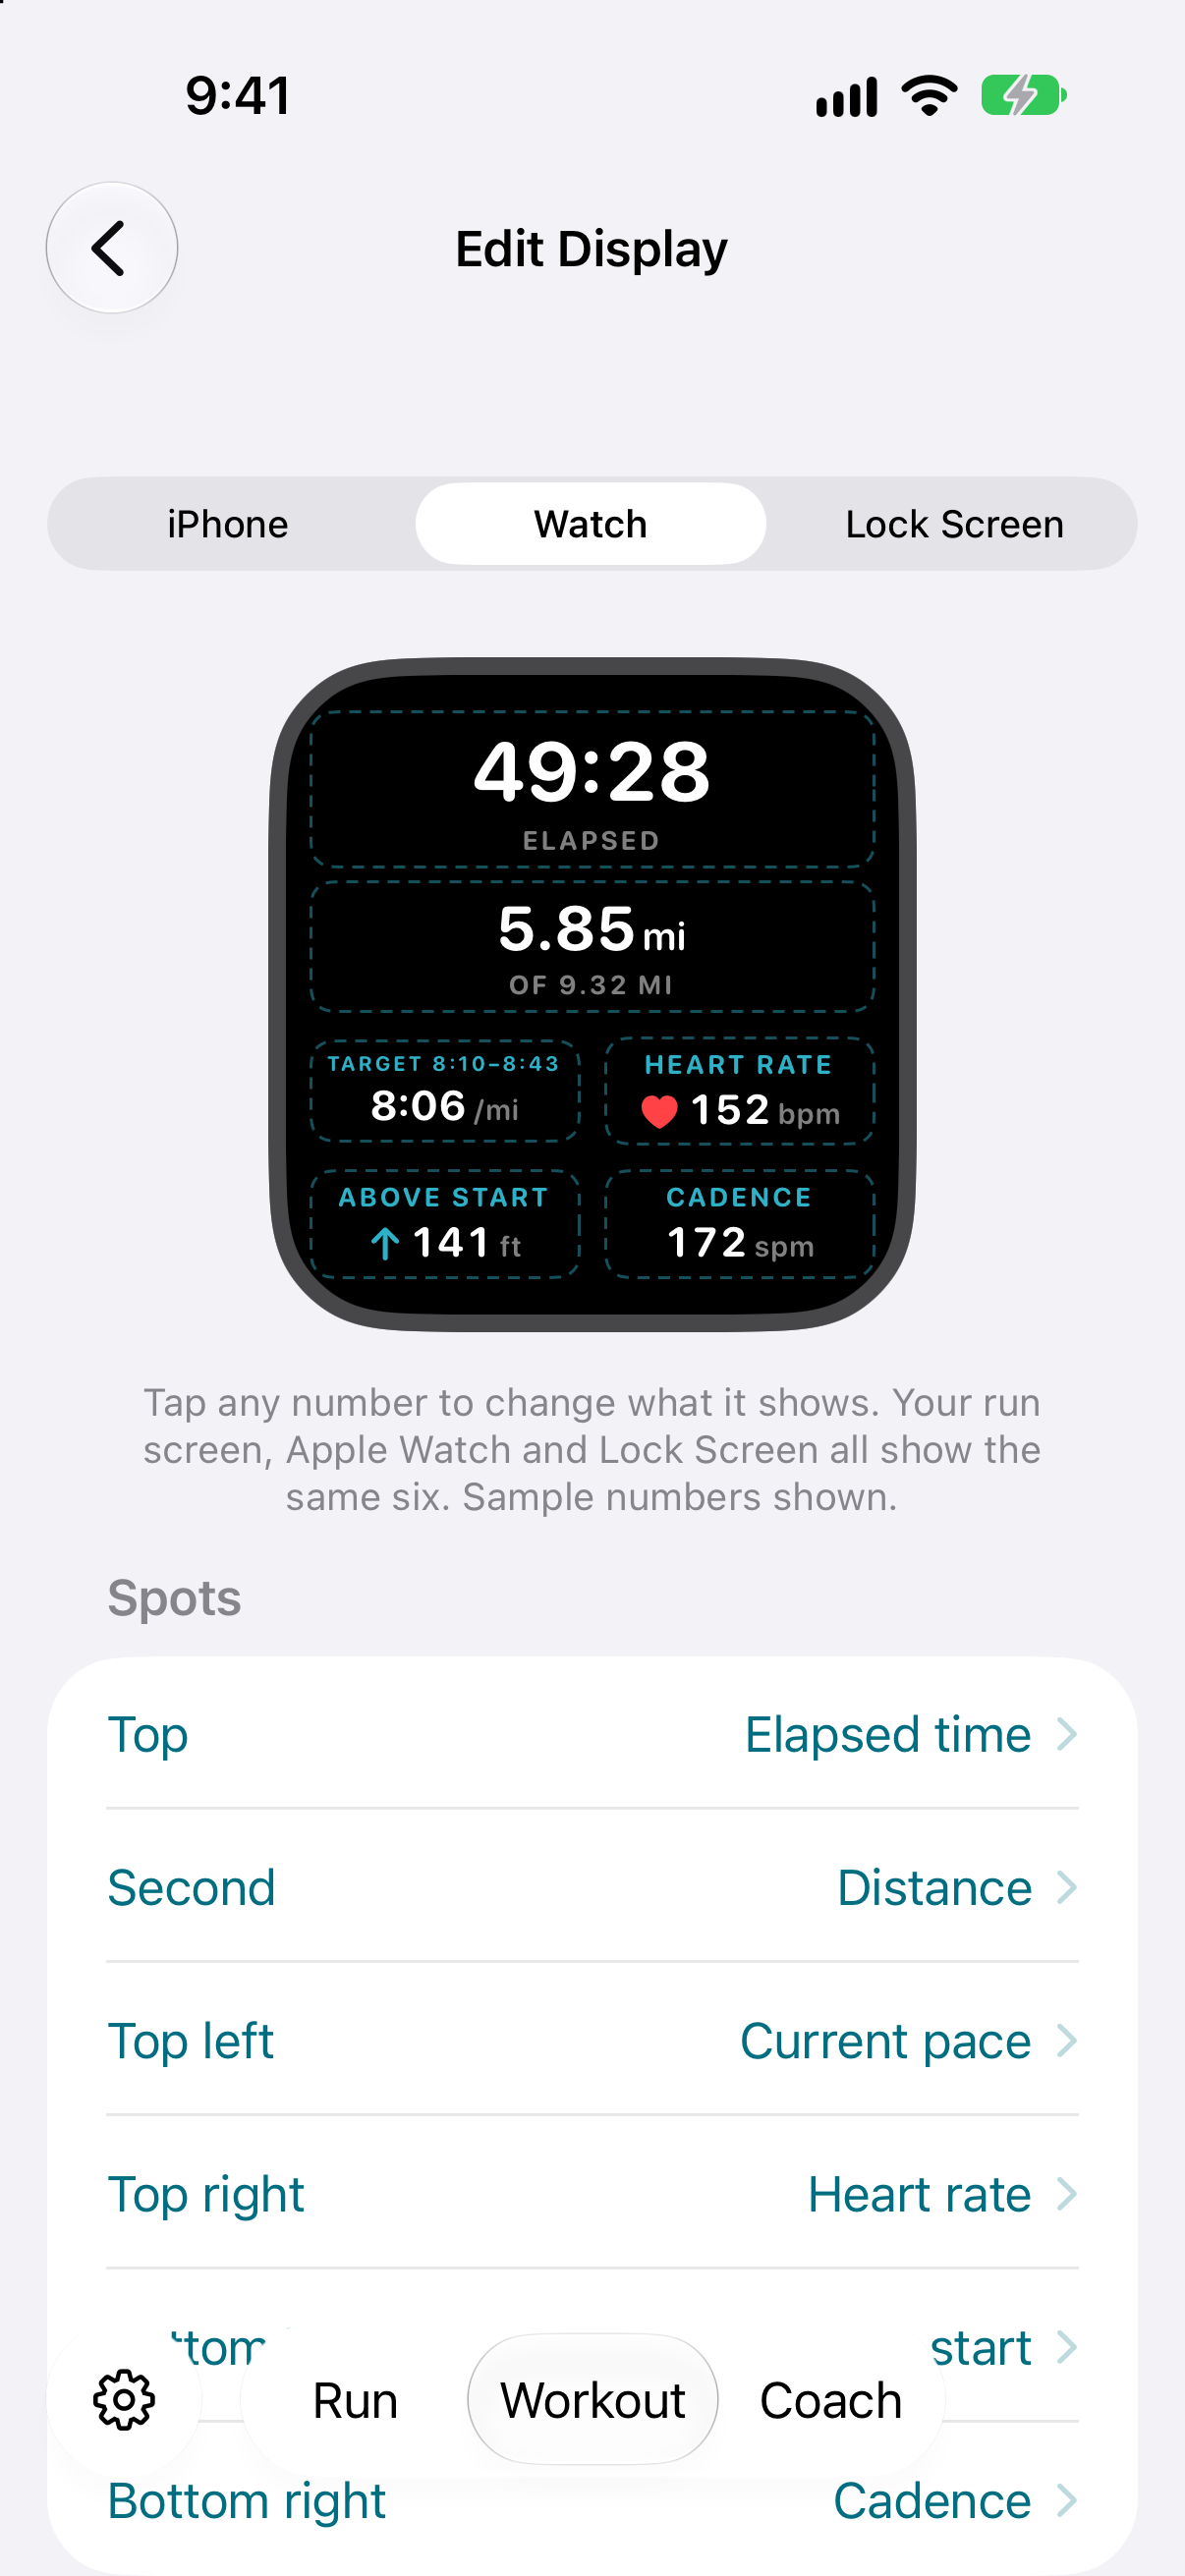 9:41
Edit Display
iPhone
Watch
Lock Screen
49:28
ELAPSED
5.85 mi
OF 9.32 MI
TARGET 8:10–8:43
8:06 /mi
HEART RATE
152 bpm
ABOVE START
141 ft
CADENCE
172 spm
Tap any number to change what it shows. Your run
screen, Apple Watch and Lock Screen all show the
same six. Sample numbers shown.
Spots
Top
Elapsed time
Second
Distance
Top left
Current pace
Top right
Heart rate
start
Run
Workout
Coach
Bottom right
Cadence